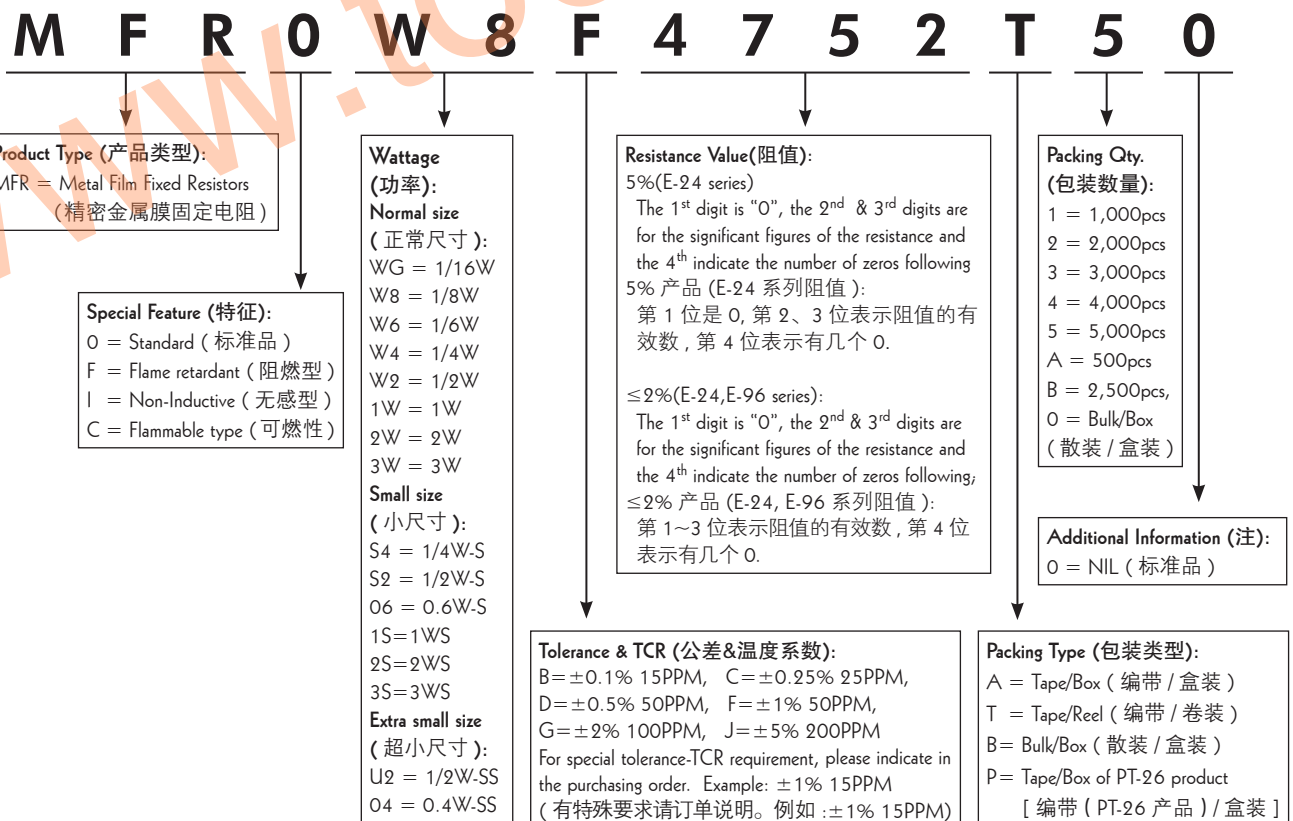 M F R 0 W 8 F 4 7 5 2 T 5 0
Product Type (产品类型):
MFR = Metal Film Fixed Resistors
(精密金属膜固定电阻)
Special Feature (特征):
0 = Standard (标准品)
F = Flame retardant (阻燃型)
I = Non-Inductive (无感型)
C = Flammable type (可燃性)
Wattage
(功率):
Normal size
(正常尺寸):
WG = 1/16W
W8 = 1/8W
W6 = 1/6W
W4 = 1/4W
W2 = 1/2W
1W = 1W
2W = 2W
3W = 3W
Small size
(小尺寸):
S4 = 1/4W-S
S2 = 1/2W-S
06 = 0.6W-S
1S=1WS
2S=2WS
3S=3WS
Extra small size
(超小尺寸):
U2 = 1/2W-SS
04 = 0.4W-SS
Resistance Value(阻值):
5%(E-24 series)
The 1st digit is “0”, the 2nd & 3rd digits are
for the significant figures of the resistance and
the 4th indicate the number of zeros following
5% 产品 (E-24 系列阻值):
第 1 位是 0, 第 2、3 位表示阻值的有
效数, 第 4 位表示有几个 0.
≤2%(E-24,E-96 series):
The 1st digit is “0”, the 2nd & 3rd digits are
for the significant figures of the resistance and
the 4th indicate the number of zeros following;
≤2% 产品 (E-24, E-96 系列阻值):
第 1~3 位表示阻值的有效数, 第 4 位
表示有几个 0.
Tolerance & TCR (公差&温度系数):
B=±0.1% 15PPM, C=±0.25% 25PPM,
D=±0.5% 50PPM, F=±1% 50PPM,
G=±2% 100PPM, J=±5% 200PPM
For special tolerance-TCR requirement, please indicate in
the purchasing order. Example: ±1% 15PPM
(有特殊要求请订单说明。例如:±1% 15PPM)
Packing Qty.
(包装数量):
1 = 1,000pcs
2 = 2,000pcs
3 = 3,000pcs
4 = 4,000pcs
5 = 5,000pcs
A = 500pcs
B = 2,500pcs,
0 = Bulk/Box
(散装/盒装)
Additional Information (注):
0 = NIL (标准品)
Packing Type (包装类型):
A = Tape/Box (编带/盒装)
T = Tape/Reel (编带/卷装)
B= Bulk/Box (散装/盒装)
P= Tape/Box of PT-26 product
[编带 (PT-26 产品)/盒装]